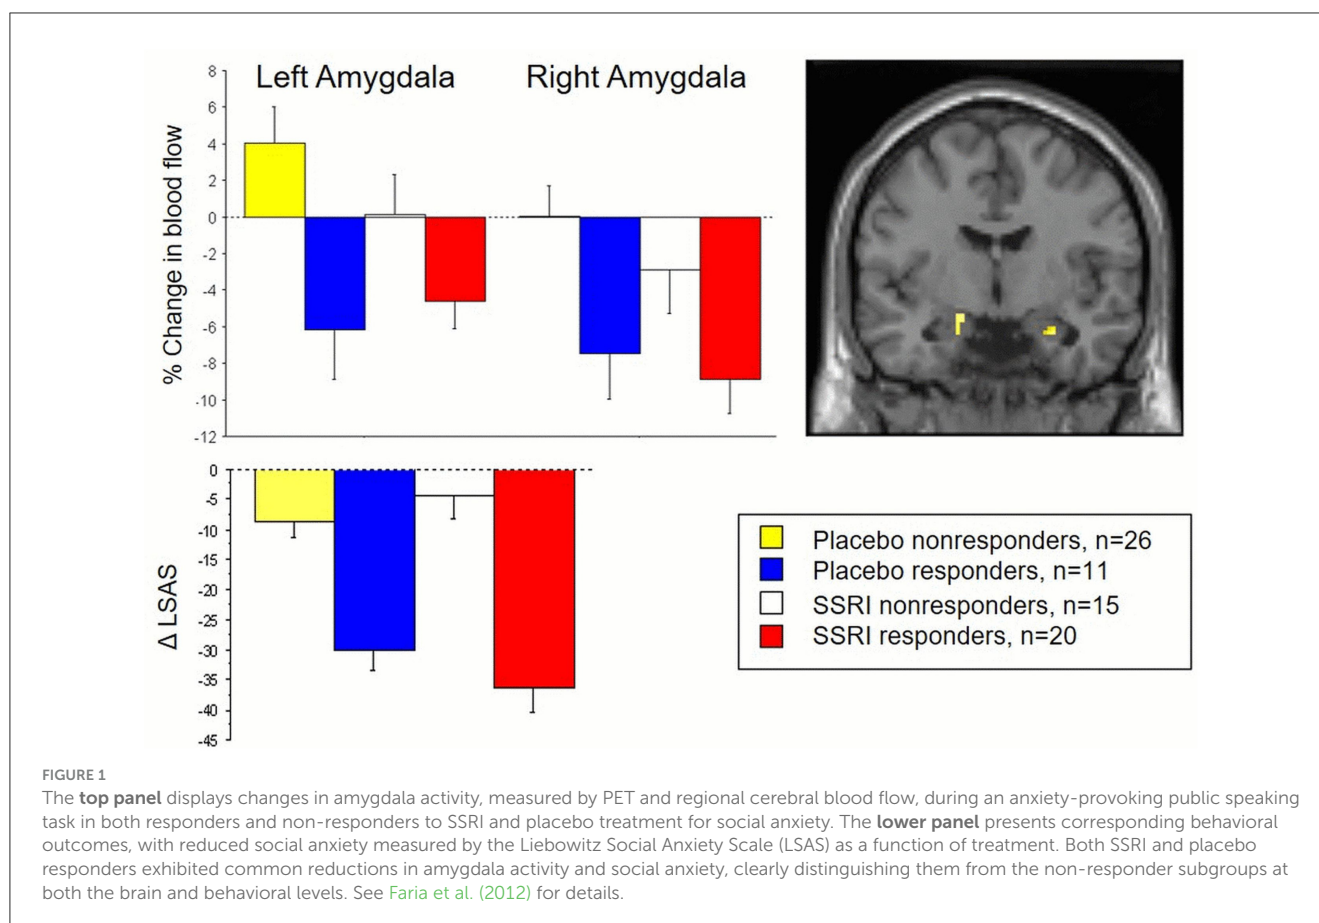 Left Amygdala
Right Amygdala
% Change in blood flow
8
6
4
2
0
-2
-4
-6
-8
-10
-12
Δ LSAS
0
-5
-10
-15
-20
-25
-30
-35
-40
-45
Placebo nonresponders, n=26
Placebo responders, n=11
SSRI nonresponders, n=15
SSRI responders, n=20
FIGURE 1
The top panel displays changes in amygdala activity, measured by PET and regional cerebral blood flow, during an anxiety-provoking public speaking
task in both responders and non-responders to SSRI and placebo treatment for social anxiety. The lower panel presents corresponding behavioral
outcomes, with reduced social anxiety measured by the Liebowitz Social Anxiety Scale (LSAS) as a function of treatment. Both SSRI and placebo
responders exhibited common reductions in amygdala activity and social anxiety, clearly distinguishing them from the non-responder subgroups at
both the brain and behavioral levels. See Faria et al. (2012) for details.